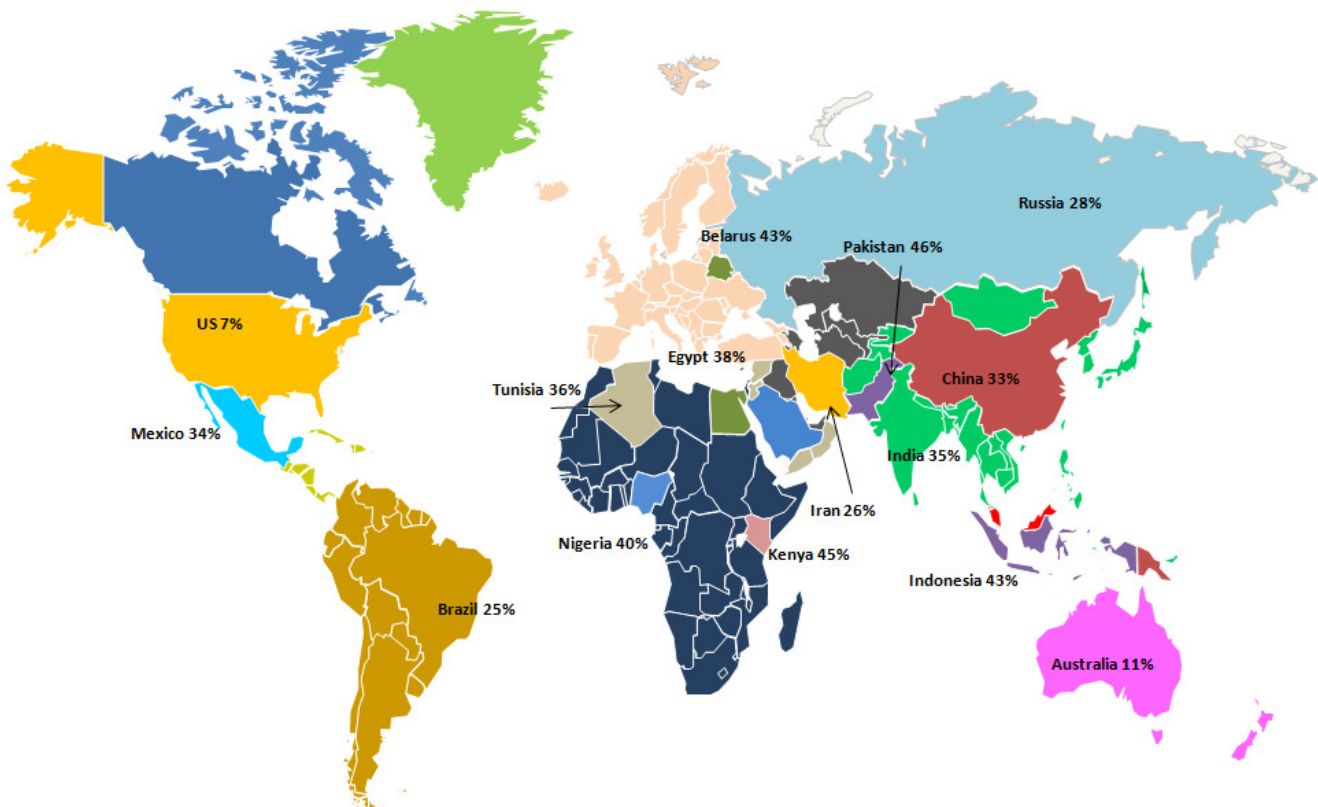 Russia 28%
Belarus 43%
Pakistan 46%
US 7%
Egypt 38%
China 33%
Tunisia 36%
Mexico 34%
India 35%
Iran 26%
Nigeria 40%
Kenya 45%
Indonesia 43%
Brazil 25%
Australia 11%